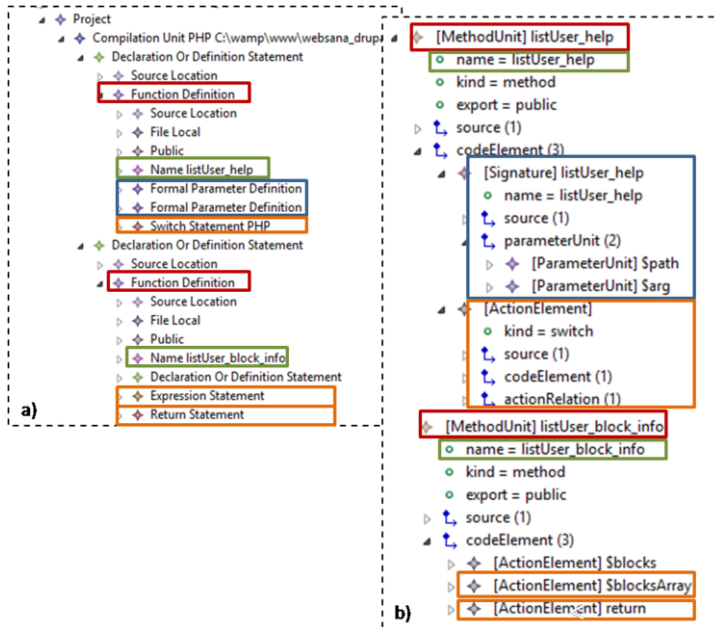 Project
Compilation Unit PHP C:\wamp\www\websana_drupa
Declaration Or Definition Statement
Source Location
Function Definition
Source Location
File Local
Public
Name listUser_help
Formal Parameter Definition
Formal Parameter Definition
Switch Statement PHP
Declaration Or Definition Statement
Source Location
Function Definition
Source Location
File Local
Public
Name listUser_block_info
Declaration Or Definition Statement
Expression Statement
Return Statement
a)
[MethodUnit] listUser_help
name = listUser_help
kind = method
export = public
source (1)
codeElement (3)
[Signature] listUser_help
name = listUser_help
source (1)
parameterUnit (2)
[ParameterUnit] $path
[ParameterUnit] $arg
[ActionElement]
kind = switch
source (1)
codeElement (1)
actionRelation (1)
[MethodUnit] listUser_block_info
name = listUser_block_info
kind = method
export = public
source (1)
codeElement (3)
[ActionElement] $blocks
[ActionElement] $blocksArray
[ActionElement] return
b)